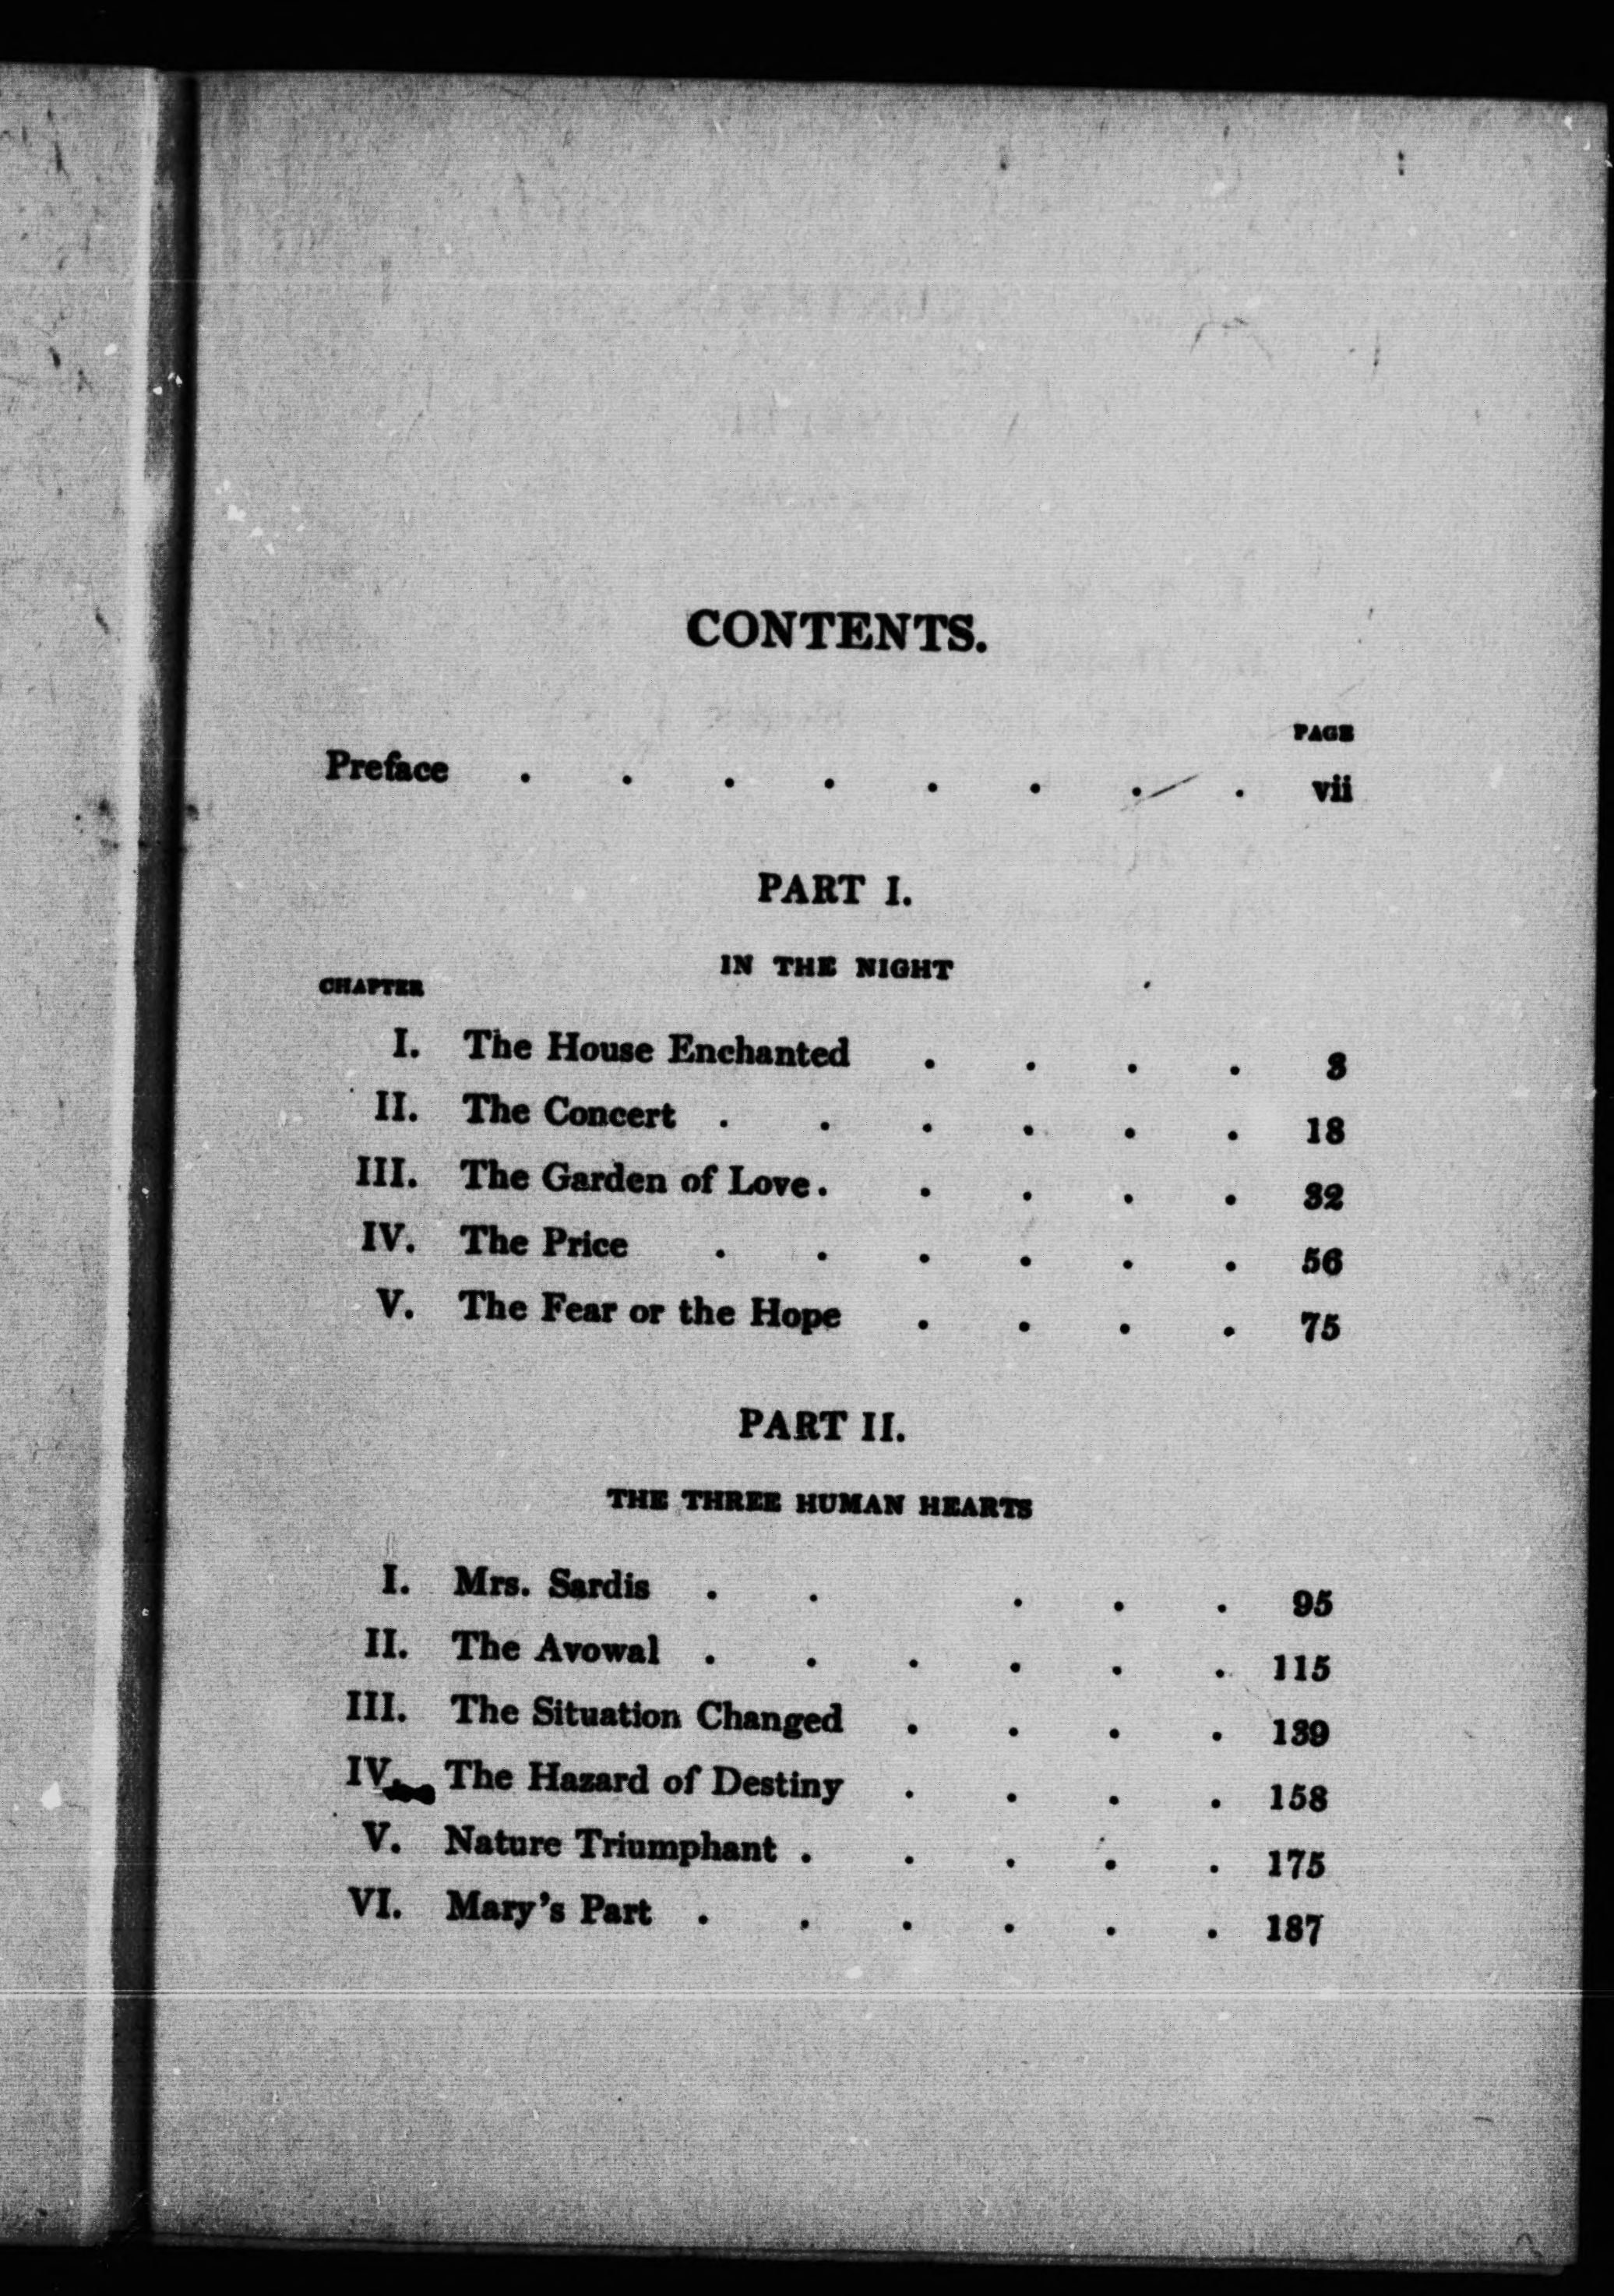 CONTENTS.
PAGE
Preface . . . . . . . . vii
PART I.
IN THE NIGHT
CHAPTER
I. The House Enchanted . . . . 3
II. The Concert . . . . . . 18
III. The Garden of Love . . . . . 32
IV. The Price . . . . . . 56
V. The Fear or the Hope . . . . 75
PART II.
THE THREE HUMAN HEARTS
I. Mrs. Sardis . . . . . 95
II. The Avowal . . . . . . 115
III. The Situation Changed . . . . 139
IV. The Hazard of Destiny . . . . 158
V. Nature Triumphant . . . . . 175
VI. Mary's Part . . . . . . 187